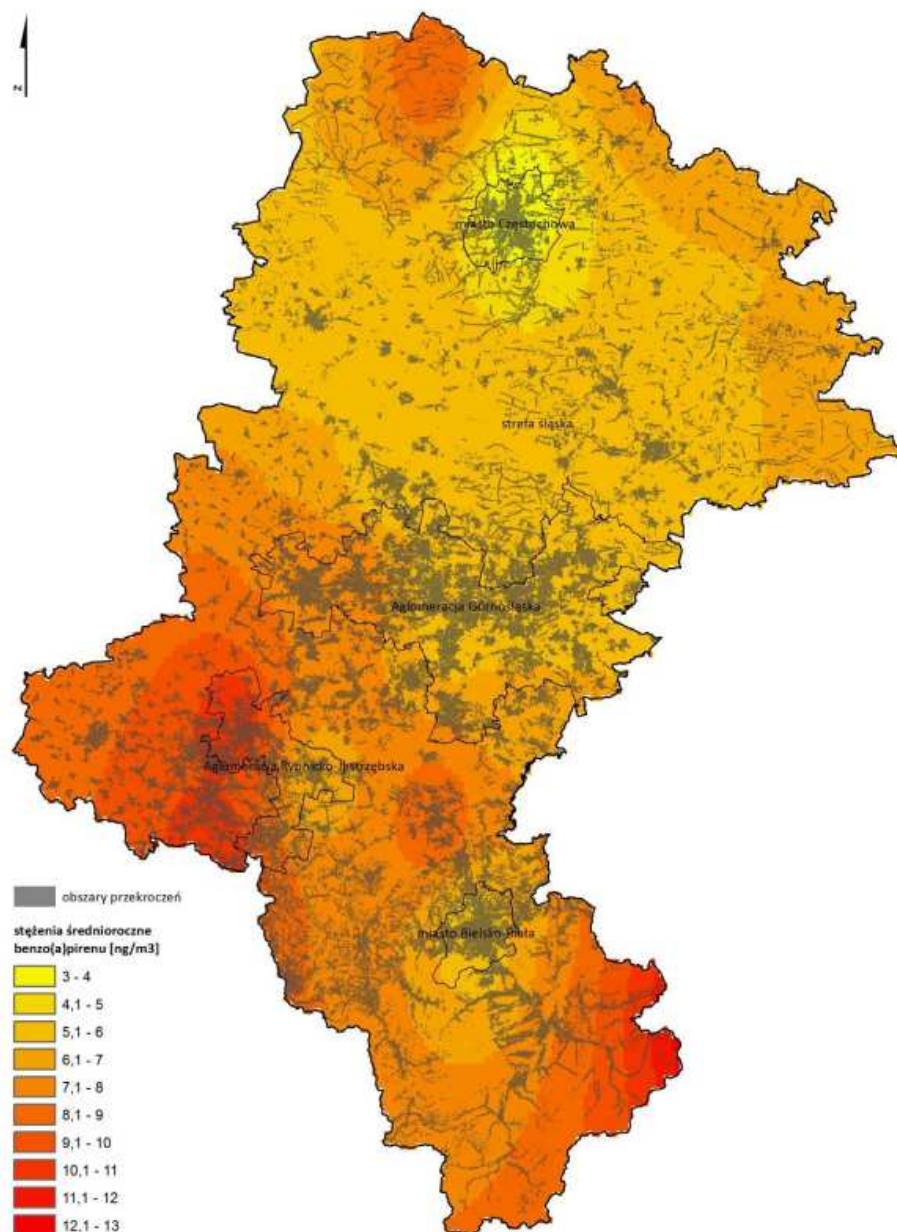 N
miasto Częstochowa
strefa śląska
Aglomeracja Górnośląska
Aglomeracja Rybnicko-Jastrzębska
miasto Bielsko-Biała
obszary przekroczeń
stężenia średnioroczne
benzo(a)pirenu [ng/m3]
3 - 4
4,1 - 5
5,1 - 6
6,1 - 7
7,1 - 8
8,1 - 9
9,1 - 10
10,1 - 11
11,1 - 12
12,1 - 13